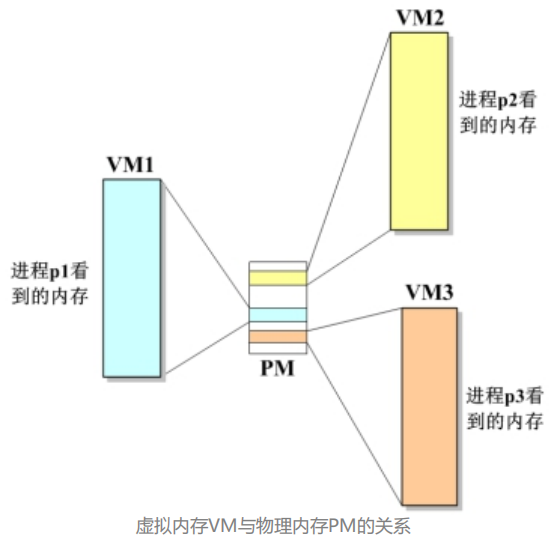 VM2
进程p2看
到的内存
VM1
进程p1看
到的内存
VM3
PM
进程p3看
到的内存
虚拟内存VM与物理内存PM的关系